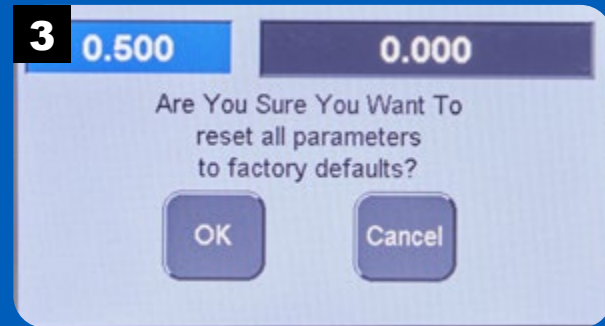 3
0.500 0.000
Are You Sure You Want To
reset all parameters
to factory defaults?
OK Cancel